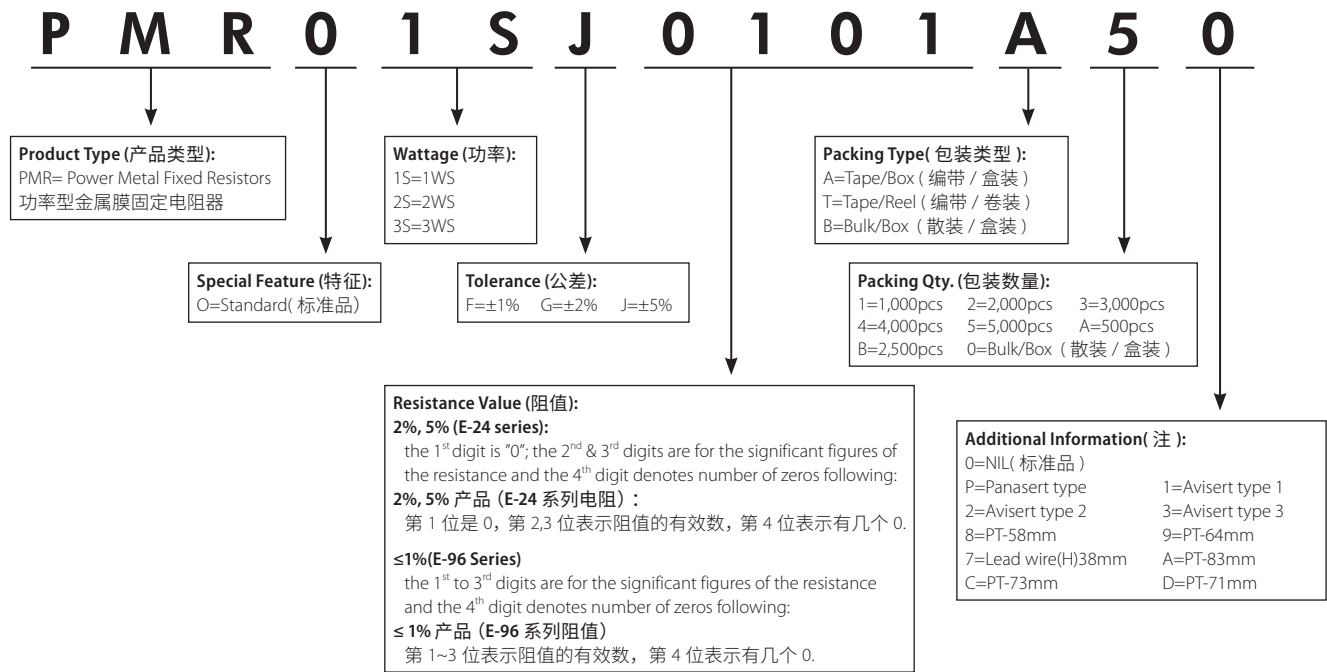 P M R 0 1 S J 0 1 0 1 A 5 0
Product Type (产品类型):
PMR= Power Metal Fixed Resistors
功率型金属膜固定电阻器
Wattage (功率):
1S=1WS
2S=2WS
3S=3WS
Packing Type( 包装类型 ):
A=Tape/Box ( 编带 / 盒装 )
T=Tape/Reel ( 编带 / 卷装 )
B=Bulk/Box ( 散装 / 盒装 )
Special Feature (特征):
O=Standard( 标准品)
Tolerance (公差):
F=±1% G=±2% J=±5%
Packing Qty. (包装数量):
1=1,000pcs 2=2,000pcs 3=3,000pcs
4=4,000pcs 5=5,000pcs A=500pcs
B=2,500pcs 0=Bulk/Box ( 散装 / 盒装 )
Resistance Value (阻值):
2%, 5% (E-24 series):
the 1st digit is "0"; the 2nd & 3rd digits are for the significant figures of
the resistance and the 4th digit denotes number of zeros following:
2%, 5% 产品 (E-24 系列电阻) :
第 1 位是 0, 第 2,3 位表示阻值的有效数, 第 4 位表示有几个 0.
≤1%(E-96 Series)
the 1st to 3rd digits are for the significant figures of the resistance
and the 4th digit denotes number of zeros following:
≤ 1% 产品 (E-96 系列阻值)
第 1~3 位表示阻值的有效数, 第 4 位表示有几个 0.
Additional Information( 注 ):
0=NIL( 标准品 )
P=Panasert type 1=Avisert type 1
2=Avisert type 2 3=Avisert type 3
8=PT-58mm 9=PT-64mm
7=Lead wire(H)38mm A=PT-83mm
C=PT-73mm D=PT-71mm